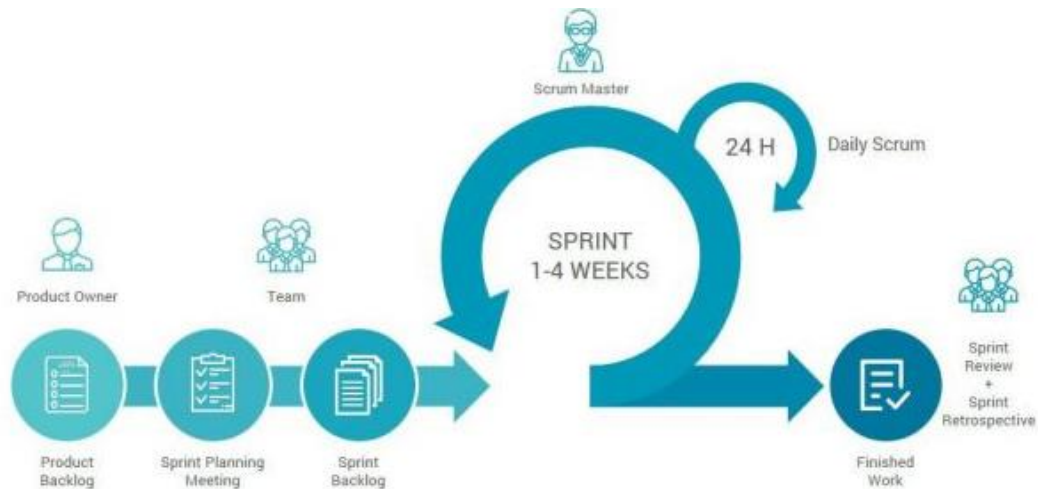 Scrum Master
24 H
Daily Scrum
SPRINT
1-4 WEEKS
Product Owner
Team
Sprint
Review
+
Sprint
Retrospective
Product
Backlog
Sprint Planning
Meeting
Sprint
Backlog
Finished
Work